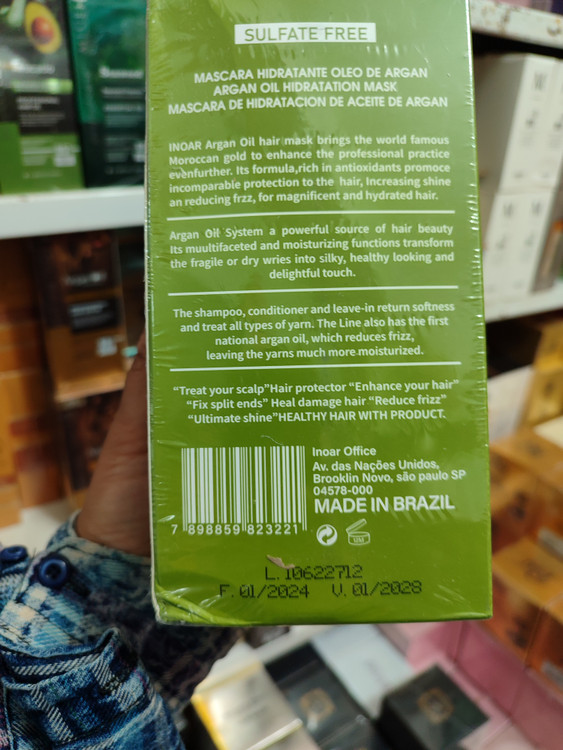 SULFATE FREE
MASCARA HIDRATANTE OLEO DE ARGAN
ARGAN OIL HIDRATATION MASK
MASCARA DE HIDRATACION DE ACEITE DE ARGAN
INOAR Argan Oil hair mask brings the world famous
Moroccan gold to enhance the professional practice
evenfurther. Its formula,rich in antioxidants promoce
incomparable protection to the hair, Increasing shine
an reducing frzz, for magnificent and hydrated hair.
Argan Oil System a powerful source of hair beauty
Its muultifaceted and moisturizing functions transform
the fragile or dry wries into silky, healthy looking and
delightful touch.
The shampoo, conditioner and leave-in return softness
and treat all types of yarn. The Line also has the first
national argan oil, which reduces frizz,
leaving the yarns much more moisturized.
“Treat your scalp”Hair protector “Enhance your hair”
“Fix split ends” Heal damage hair “Reduce frizz”
“Ultimate shine”HEALTHY HAIR WITH PRODUCT.
Inoar Office
Av. das Nações Unidos,
Brooklin Novo, são paulo SP
04578-000
MADE IN BRAZIL
7 898859 823221
L.10622712
F.01/2024 V.01/2028